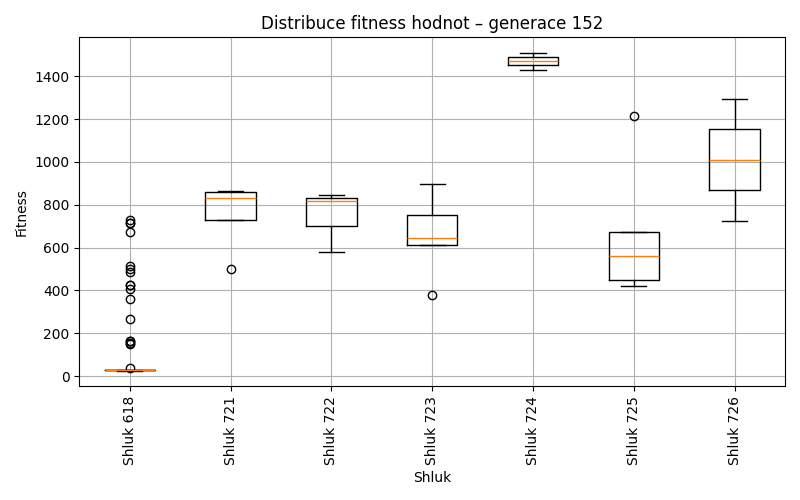 Distribuce fitness hodnot – generace 152
Fitness
1400
1200
1000
800
600
400
200
0
Shluk 618
Shluk 721
Shluk 722
Shluk 723
Shluk 724
Shluk 725
Shluk 726
Shluk